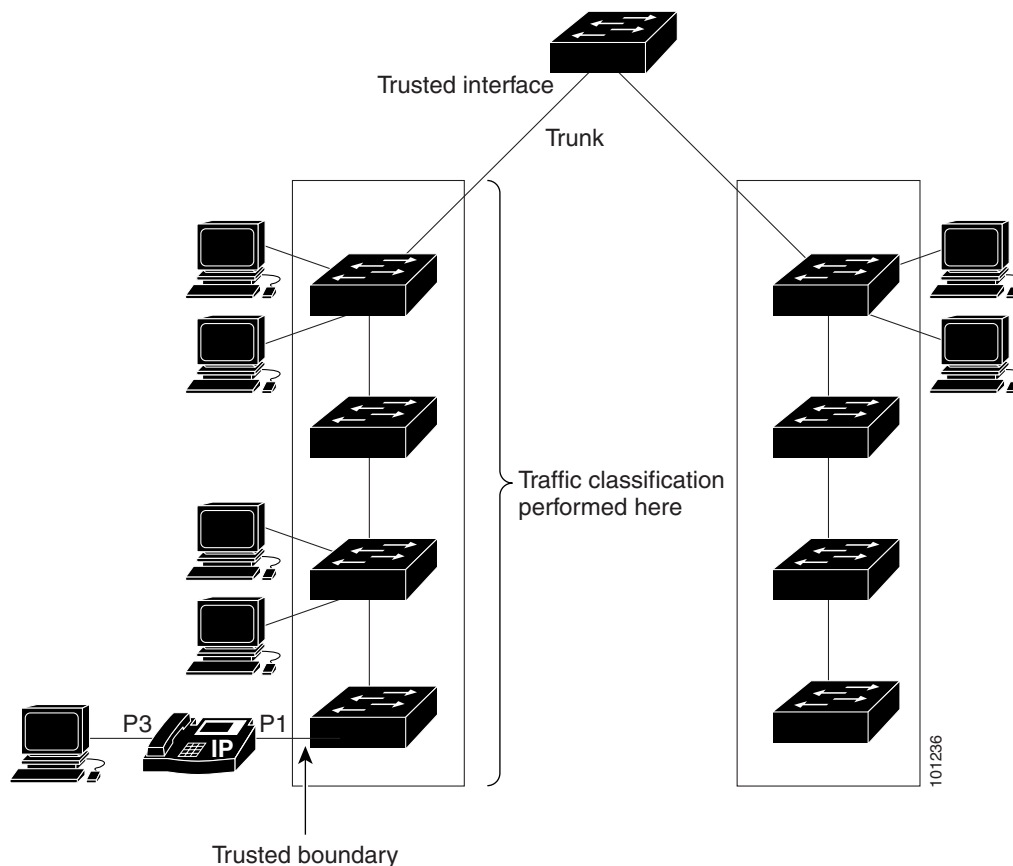 Trusted interface
Trunk
Traffic classification
performed here
P3
IP
P1
101236
Trusted boundary